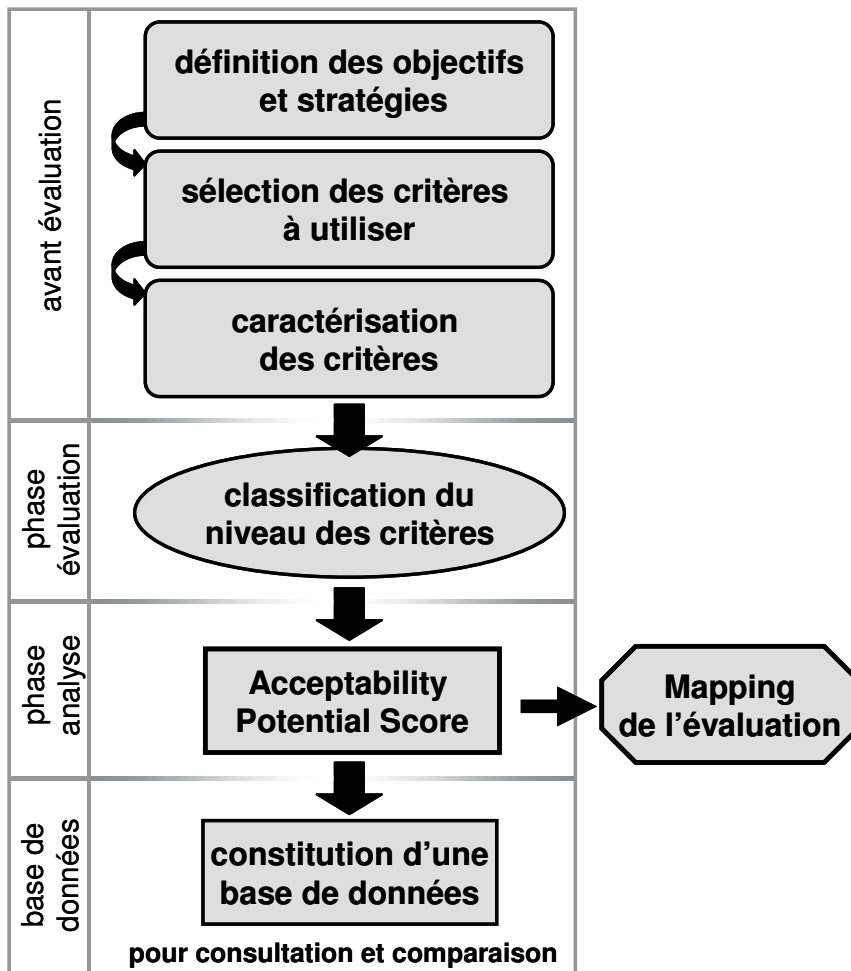 avant évaluation
définition des objectifs
et stratégies
sélection des critères
à utiliser
caractérisation
des critères
phase
évaluation
classification du
niveau des critères
phase
analyse
Acceptability
Potential Score
Mapping
de l'évaluation
base de
données
constitution d'une
base de données
pour consultation et comparaison